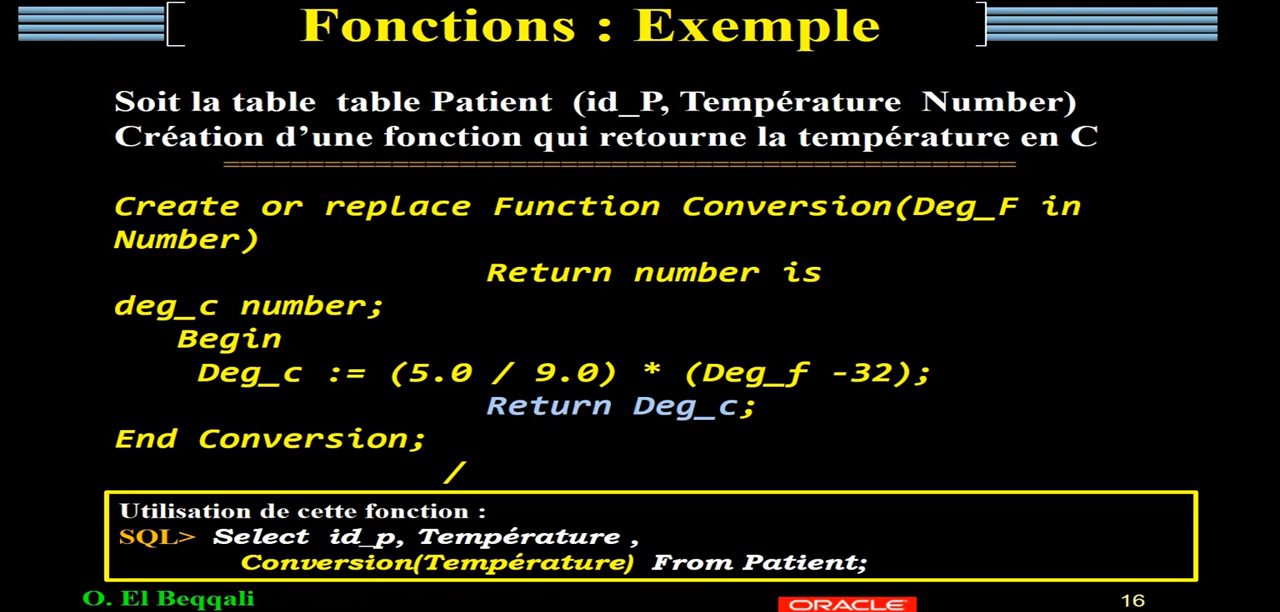 Fonctions : Exemple
Soit la table table Patient (id_P, Température Number)
Création d’une fonction qui retourne la température en C
================================================
Create or replace Function Conversion(Deg_F in
Number)
Return number is
deg_c number;
Begin
Deg_c := (5.0 / 9.0) * (Deg_f -32);
Return Deg_c;
End Conversion;
/
Utilisation de cette fonction :
SQL> Select id_p, Température ,
Conversion(Température) From Patient;
O. El Beqqali
ORACLE
16